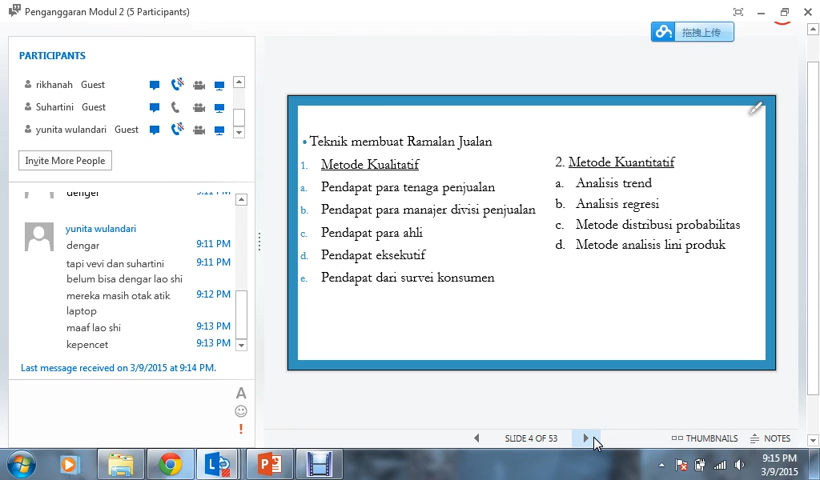 Penganggaran Modul 2 (5 Participants)
拖拽上传
PARTICIPANTS
rikhanah Guest
Suhartini Guest
yunita wulandari Guest
Invite More People
dengar 9:11 PM
yunita wulandari
dengar 9:11 PM
tapi vevi dan suhartini 9:11 PM
belum bisa dengar lao shi
mereka masih otak atik 9:12 PM
laptop
maaf lao shi 9:13 PM
kepencet 9:13 PM
Last message received on 3/9/2015 at 9:14 PM.
A
!
• Teknik membuat Ramalan Jualan
1. Metode Kualitatif
a. Pendapat para tenaga penjualan
b. Pendapat para manajer divisi penjualan
c. Pendapat para ahli
d. Pendapat eksekutif
e. Pendapat dari survei konsumen
2. Metode Kuantitatif
a. Analisis trend
b. Analisis regresi
c. Metode distribusi probabilitas
d. Metode analisis lini produk
SLIDE 4 OF 53
THUMBNAILS
NOTES
9:15 PM
3/9/2015